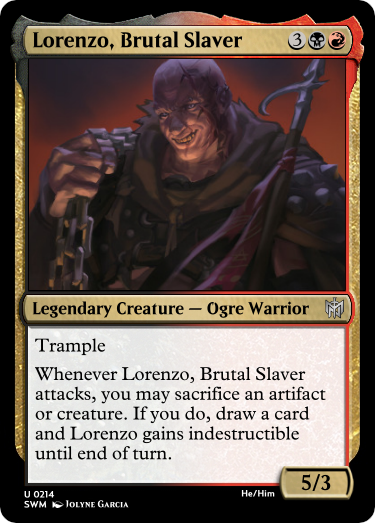 Lorenzo, Brutal Slaver 3
Legendary Creature — Ogre Warrior
Trample
Whenever Lorenzo, Brutal Slaver
attacks, you may sacrifice an artifact
or creature. If you do, draw a card
and Lorenzo gains indestructible
until end of turn.
5/3
U 0214
He/Him
SWM Jolyne Garcia